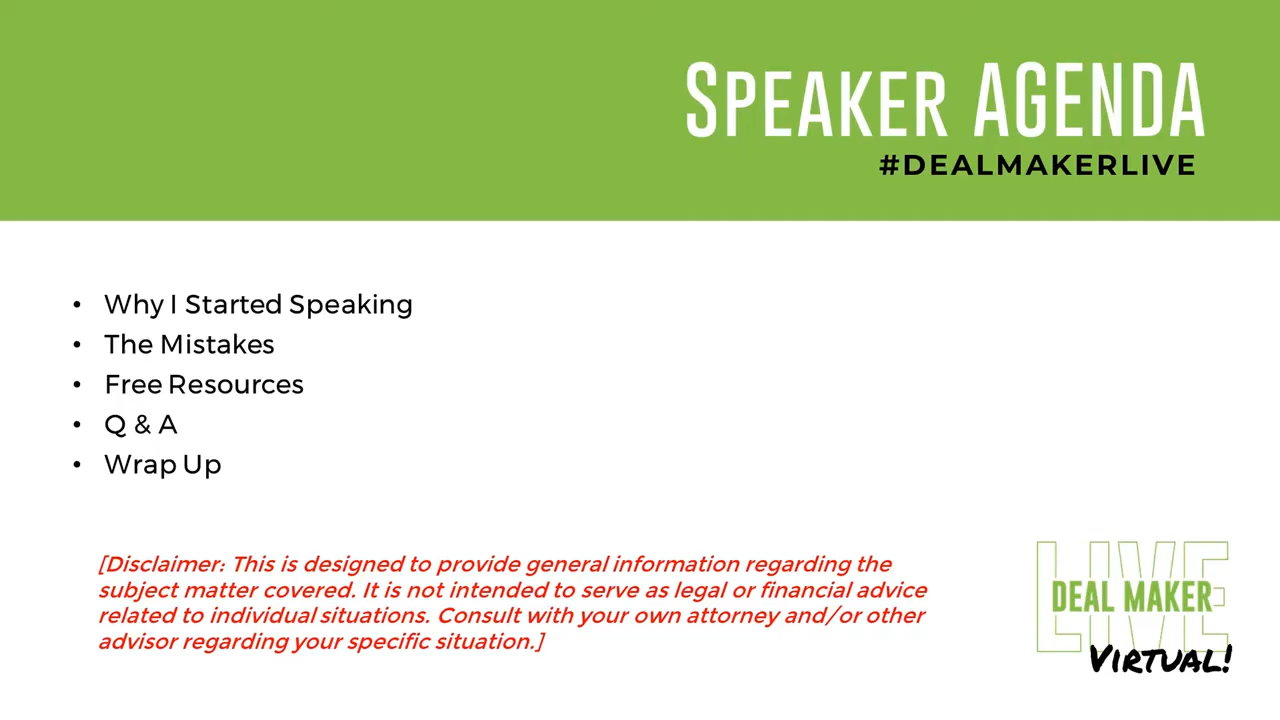 SPEAKER AGENDA
#DEALMAKERLIVE
• Why I Started Speaking
• The Mistakes
• Free Resources
• Q & A
• Wrap Up
[Disclaimer: This is designed to provide general information regarding the
subject matter covered. It is not intended to serve as legal or financial advice
related to individual situations. Consult with your own attorney and/or other
advisor regarding your specific situation.]
LIVE
DEAL MAKER
VIRTUAL!